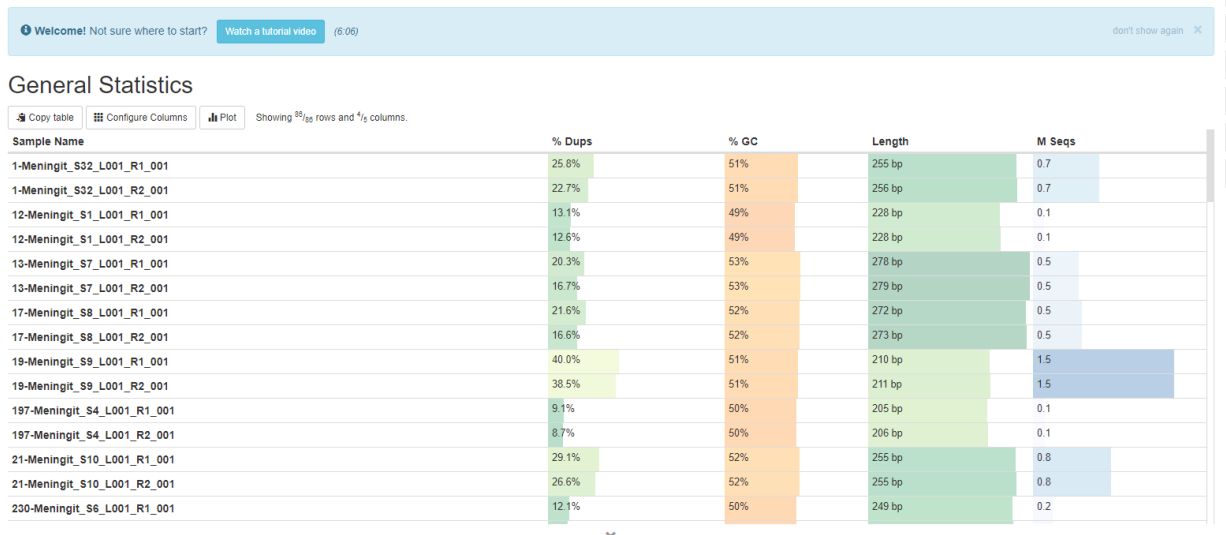 Welcome! Not sure where to start? Watch a tutorial video (6:06) don't show again ×
General Statistics
Copy table Configure Columns Plot Showing 86/86 rows and 4/5 columns.
Sample Name % Dups % GC Length M Seqs
1-Meningit_S32_L001_R1_001 25.8% 51% 255 bp 0.7
1-Meningit_S32_L001_R2_001 22.7% 51% 256 bp 0.7
12-Meningit_S1_L001_R1_001 13.1% 49% 228 bp 0.1
12-Meningit_S1_L001_R2_001 12.6% 49% 228 bp 0.1
13-Meningit_S7_L001_R1_001 20.3% 53% 278 bp 0.5
13-Meningit_S7_L001_R2_001 16.7% 53% 279 bp 0.5
17-Meningit_S8_L001_R1_001 21.6% 52% 272 bp 0.5
17-Meningit_S8_L001_R2_001 16.6% 52% 273 bp 0.5
19-Meningit_S9_L001_R1_001 40.0% 51% 210 bp 1.5
19-Meningit_S9_L001_R2_001 38.5% 51% 211 bp 1.5
197-Meningit_S4_L001_R1_001 9.1% 50% 205 bp 0.1
197-Meningit_S4_L001_R2_001 8.7% 50% 206 bp 0.1
21-Meningit_S10_L001_R1_001 29.1% 52% 255 bp 0.8
21-Meningit_S10_L001_R2_001 26.6% 52% 255 bp 0.8
230-Meningit_S6_L001_R1_001 12.1% 50% 249 bp 0.2